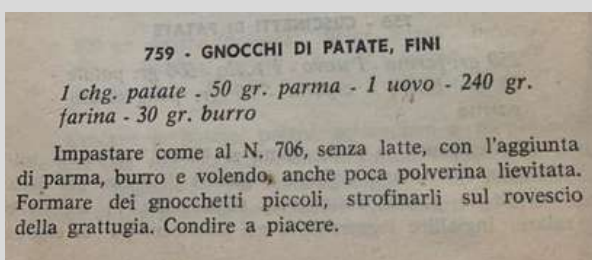 759 - GNOCCHI DI PATATE, FINI
1 chg. patate - 50 gr. parma - 1 uovo - 240 gr.
farina - 30 gr. burro
Impastare come al N. 706, senza latte, con l'aggiunta
di parma, burro e volendo, anche poca polverina lievitata.
Formare dei gnocchetti piccoli, strofinarli sul rovescio
della grattugia. Condire a piacere.